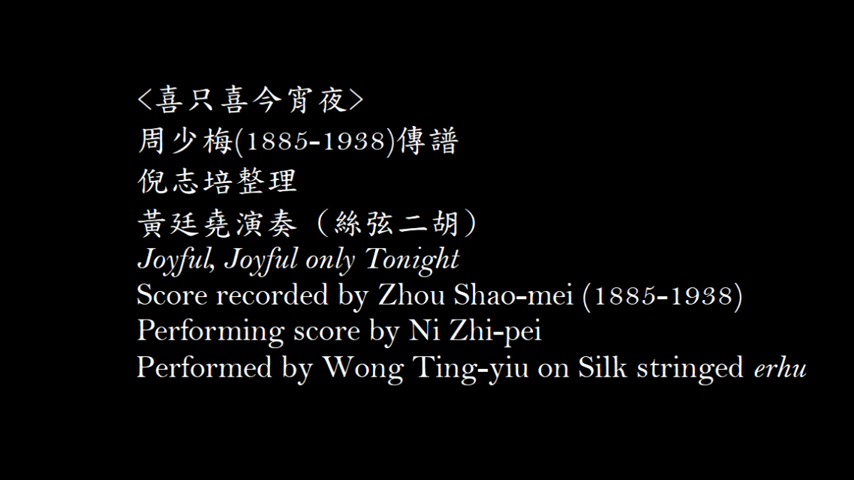 <喜只喜今宵夜>
周少梅(1885-1938)傳譜
倪志培整理
黃廷堯演奏（絲弦二胡）
Joyful, Joyful only Tonight
Score recorded by Zhou Shao-mei (1885-1938)
Performing score by Ni Zhi-pei
Performed by Wong Ting-yiu on Silk stringed erhu